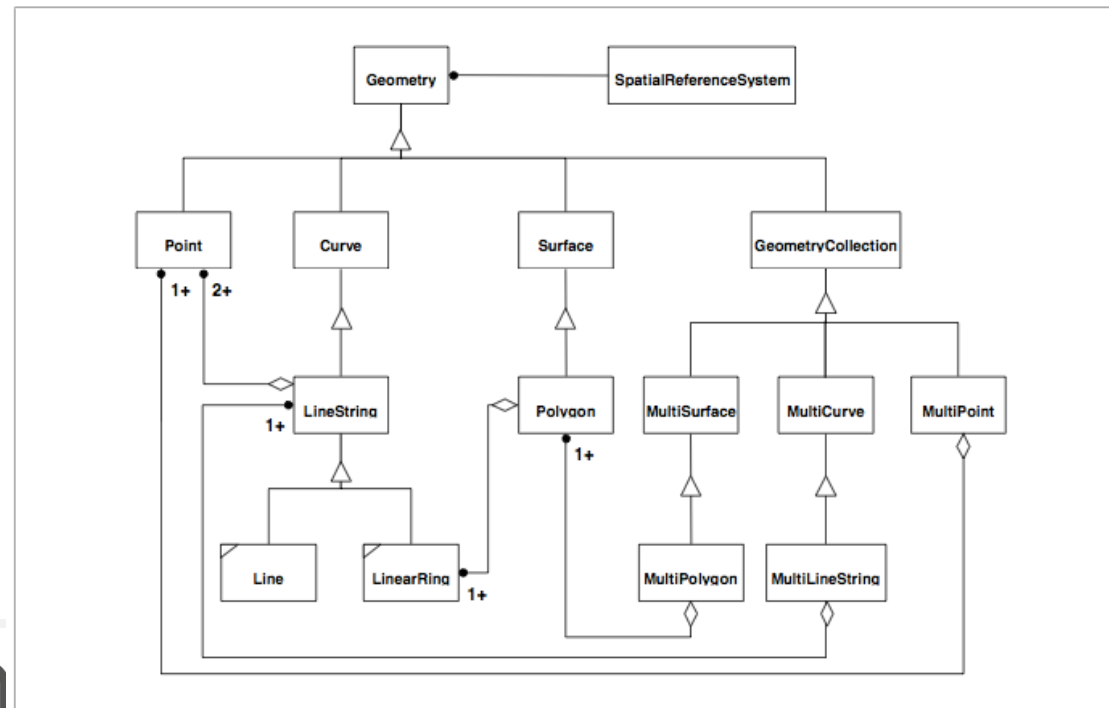 Geometry
SpatialReferenceSystem
Point
Curve
Surface
GeometryCollection
1+
2+
LineString
Polygon
MultiSurface
MultiCurve
MultiPoint
1+
1+
Line
LinearRing
MultiPolygon
MultiLineString
1+